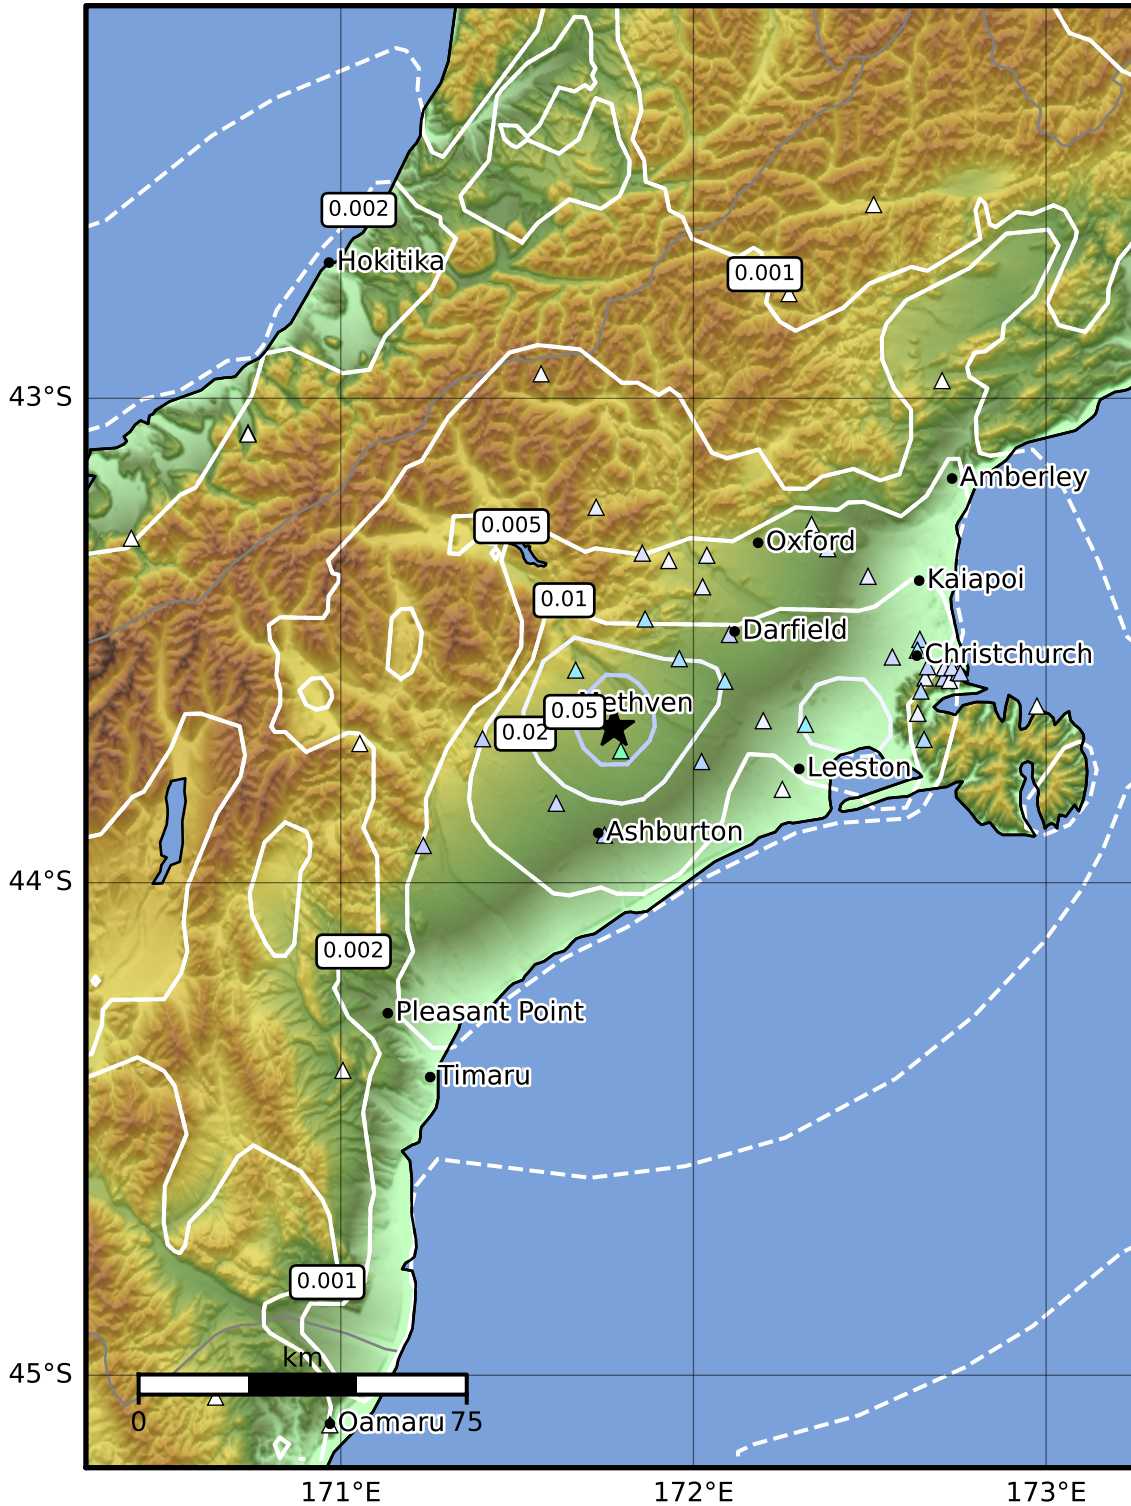 0.002
Hokitika
0.001
43°S
Amberley
0.005
Oxford
Kaiapoi
0.01
Darfield
Christchurch
Methven
0.05
0.02
Leeston
Ashburton
44°S
0.002
Pleasant Point
Timaru
0.001
km
45°S
0 75
Oamaru
171°E 172°E 173°E